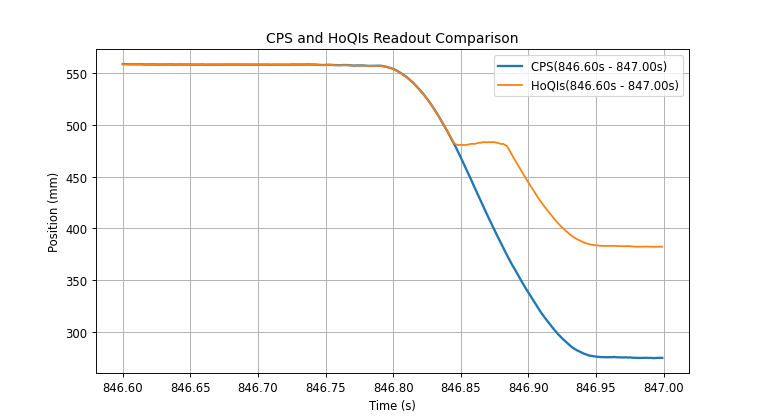 CPS and HoQIs Readout Comparison
CPS(846.60s - 847.00s)
HoQIs(846.60s - 847.00s)
Position (mm)
550
500
450
400
350
300
846.60 846.65 846.70 846.75 846.80 846.85 846.90 846.95 847.00
Time (s)